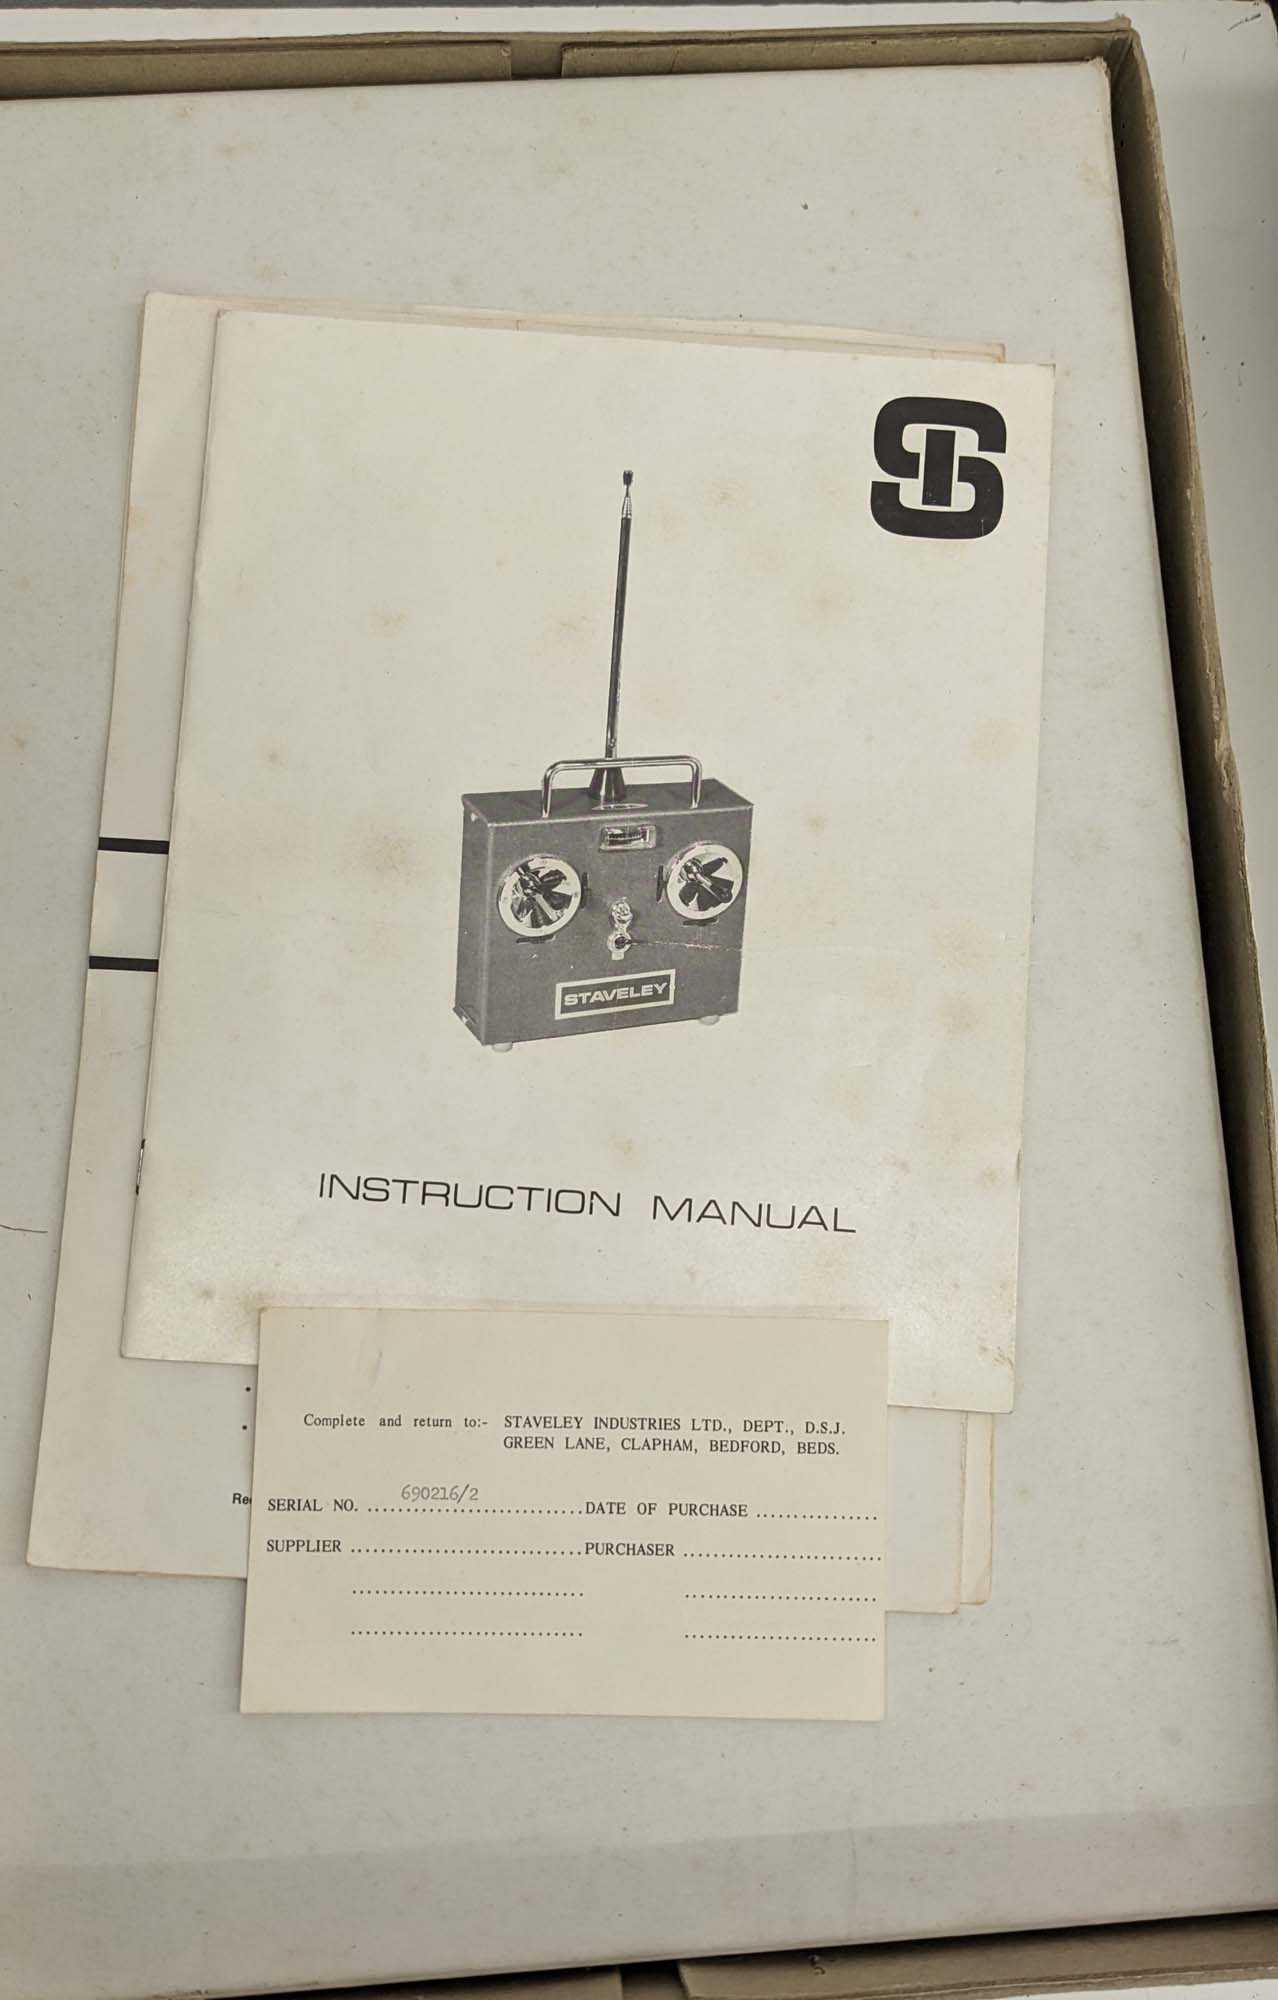 SI
STAVELEY
INSTRUCTION MANUAL
Complete and return to:- STAVELEY INDUSTRIES LTD., DEPT., D.S.J.
GREEN LANE, CLAPHAM, BEDFORD, BEDS.
SERIAL NO. ............................ DATE OF PURCHASE ................
690216/2
SUPPLIER .............................. PURCHASER ..........................